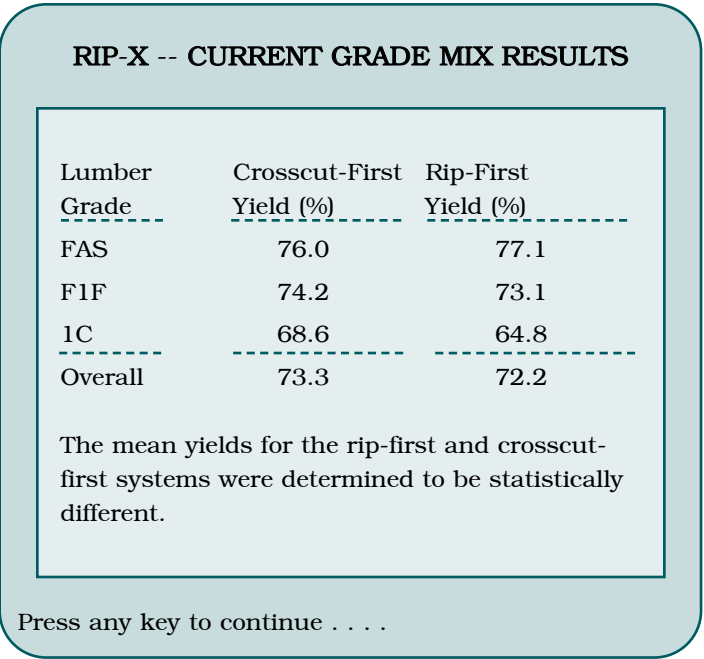 RIP-X -- CURRENT GRADE MIX RESULTS
Lumber Crosscut-First Rip-First
Grade Yield (%) Yield (%)
FAS 76.0 77.1
F1F 74.2 73.1
1C 68.6 64.8
Overall 73.3 72.2
The mean yields for the rip-first and crosscut-
first systems were determined to be statistically
different.
Press any key to continue . . . .